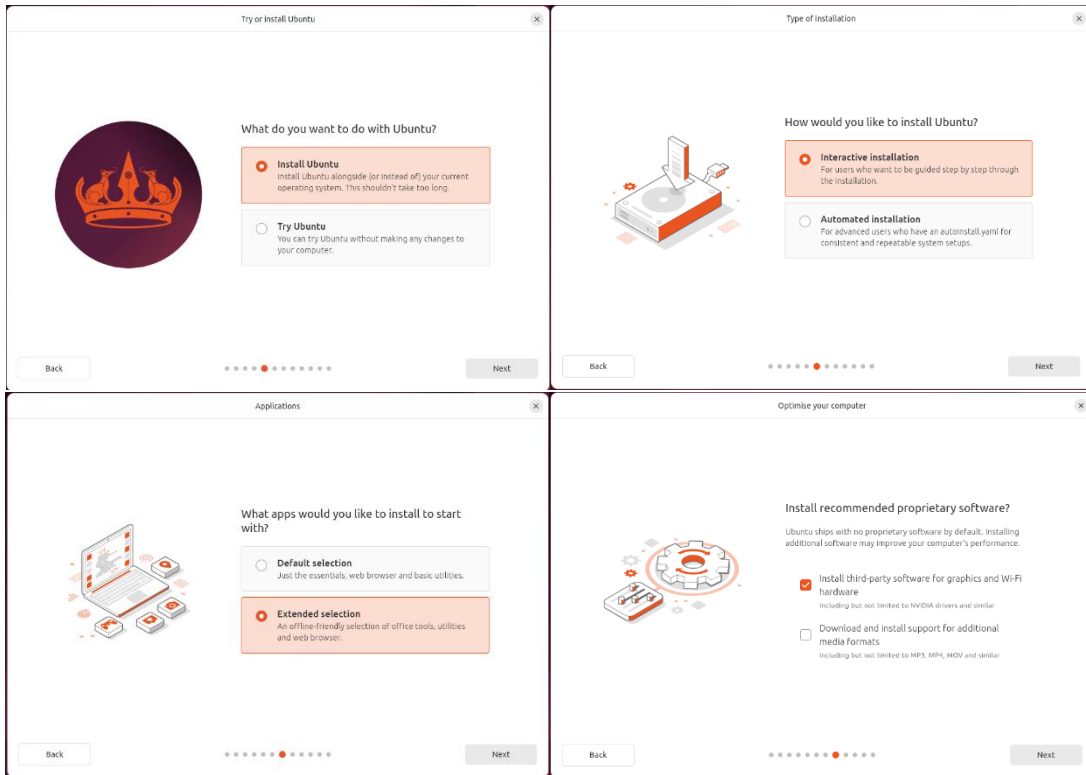 Try or install Ubuntu
What do you want to do with Ubuntu?
Install Ubuntu
Install Ubuntu alongside (or instead of) your current
operating system. This shouldn't take too long.
Try Ubuntu
You can try Ubuntu without making any changes to
your computer.
Back
Next
Type of installation
How would you like to install Ubuntu?
Interactive installation
For users who want to be guided step by step through
the installation.
Automated installation
For advanced users who have an autoinstall.yaml for
consistent and repeatable system setups.
Back
Next
Applications
What apps would you like to install to start
with?
Default selection
Just the essentials, web browser and basic utilities.
Extended selection
An offline-friendly selection of office tools, utilities
and web browser.
Back
Next
Optimise your computer
Install recommended proprietary software?
Ubuntu ships with no proprietary software by default. Installing
additional software may improve your computer's performance.
Install third-party software for graphics and Wi-Fi
hardware
Including but not limited to NVIDIA drivers and similar
Download and install support for additional
media formats
Including but not limited to MP3, MP4, MOV and similar
Back
Next